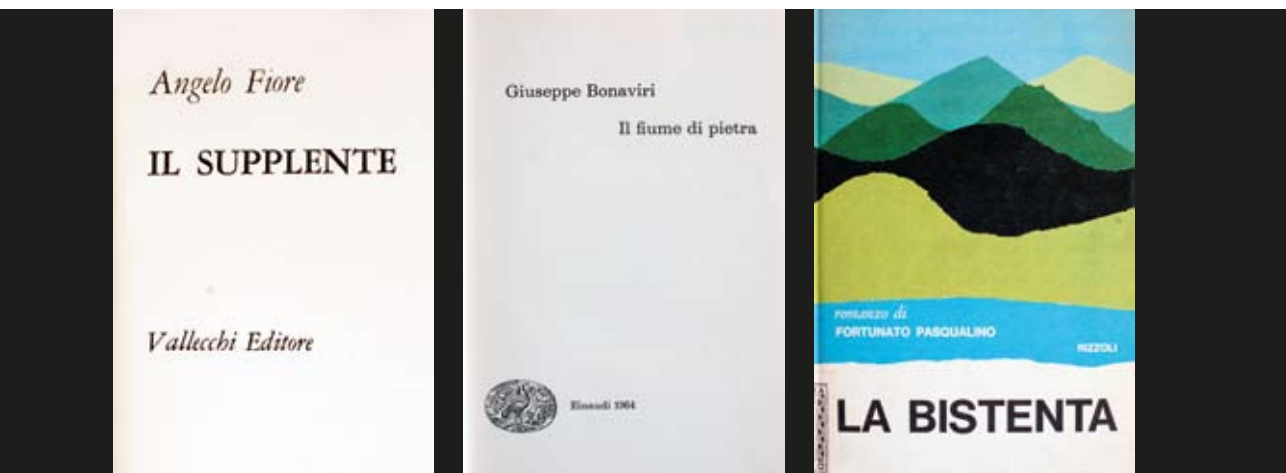 Angelo Fiore
IL SUPPLENTE
Vallecchi Editore
Giuseppe Bonaviri
Il fiume di pietra
Einaudi 1964
romanzo di
FORTUNATO PASQUALINO
RIZZOLI
LA BISTENTA